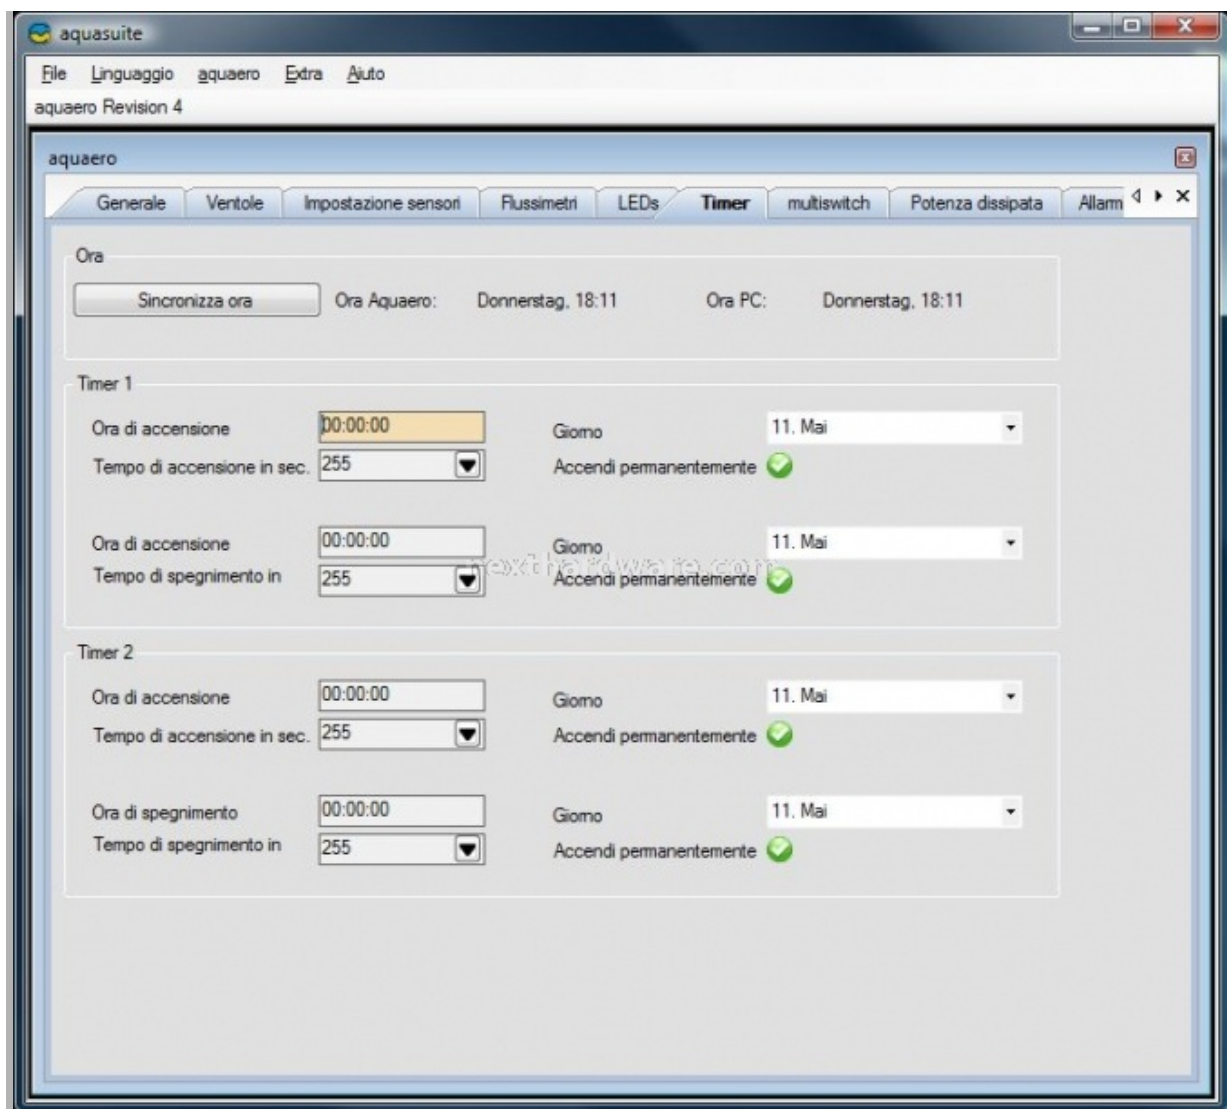 aquasuite
File Linguaggio aquaero Extra Aiuto
aquaero Revision 4
aquaero
Generale Ventole Impostazione sensori Flussimetri LEDs Timer multiswitch Potenza dissipata Allarm
Ora
Sincronizza ora Ora Aquaero: Donnerstag, 18:11 Ora PC: Donnerstag, 18:11
Timer 1
Ora di accensione 00:00:00 Giorno 11. Mai
Tempo di accensione in sec. 255 Accendi permanentemente
Ora di accensione 00:00:00 Giorno 11. Mai
nexthardware.com
Tempo di spegnimento in 255 Accendi permanentemente
Timer 2
Ora di accensione 00:00:00 Giorno 11. Mai
Tempo di accensione in sec. 255 Accendi permanentemente
Ora di spegnimento 00:00:00 Giorno 11. Mai
Tempo di spegnimento in 255 Accendi permanentemente